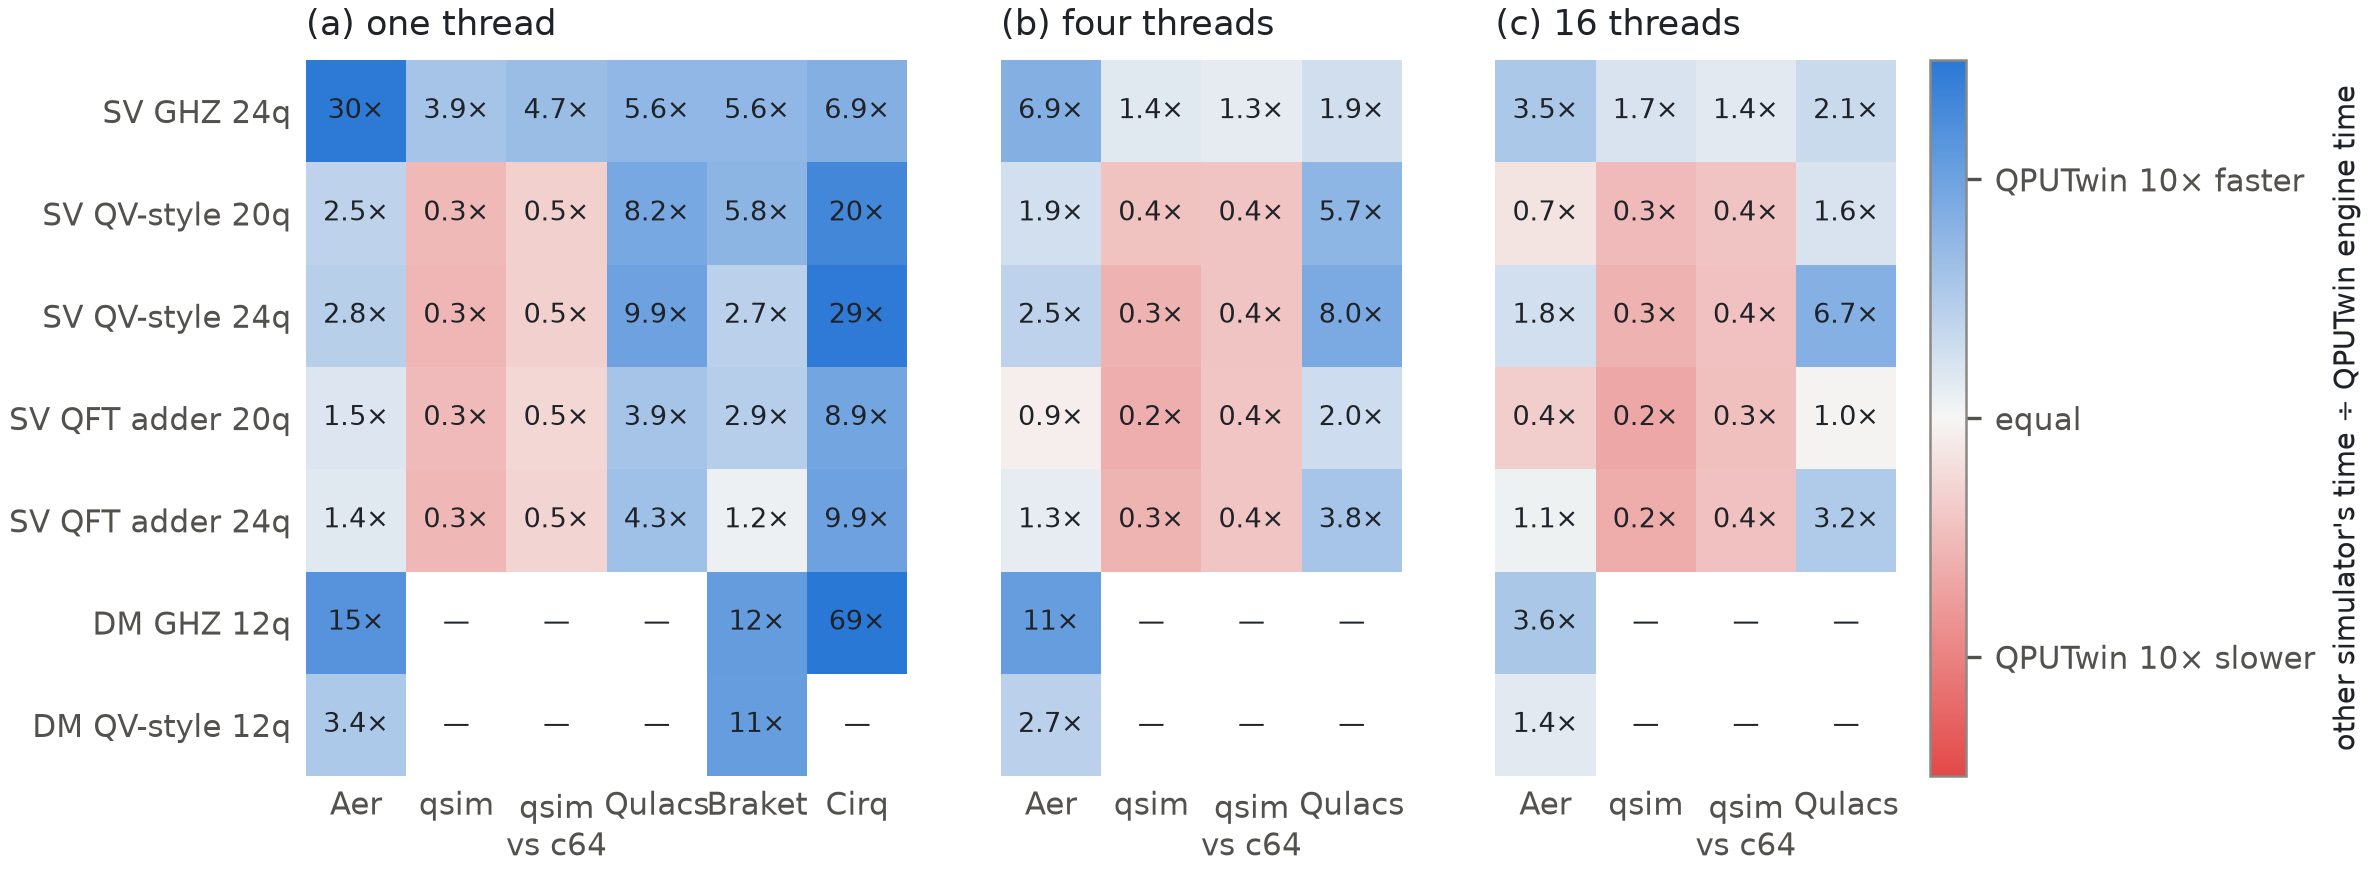 (a) one thread
(b) four threads
(c) 16 threads
SV GHZ 24q 30× 3.9× 4.7× 5.6× 5.6× 6.9× 6.9× 1.4× 1.3× 1.9× 3.5× 1.7× 1.4× 2.1×
SV QV-style 20q 2.5× 0.3× 0.5× 8.2× 5.8× 20× 1.9× 0.4× 0.4× 5.7× 0.7× 0.3× 0.4× 1.6×
SV QV-style 24q 2.8× 0.3× 0.5× 9.9× 2.7× 29× 2.5× 0.3× 0.4× 8.0× 1.8× 0.3× 0.4× 6.7×
SV QFT adder 20q 1.5× 0.3× 0.5× 3.9× 2.9× 8.9× 0.9× 0.2× 0.4× 2.0× 0.4× 0.2× 0.3× 1.0×
SV QFT adder 24q 1.4× 0.3× 0.5× 4.3× 1.2× 9.9× 1.3× 0.3× 0.4× 3.8× 1.1× 0.2× 0.4× 3.2×
DM GHZ 12q 15× — — — 12× 69× 11× — — — 3.6× — — —
DM QV-style 12q 3.4× — — — 11× — 2.7× — — — 1.4× — — —
Aer qsim qsim Qulacs Braket Cirq Aer qsim qsim Qulacs Aer qsim qsim Qulacs
vs c64 vs c64 vs c64
QPUTwin 10× faster
equal
QPUTwin 10× slower
other simulator's time ÷ QPUTwin engine time